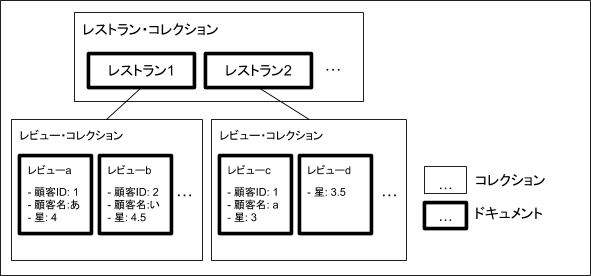 レストラン・コレクション
レストラン1
レストラン2
…
レビュー・コレクション
レビューa
- 顧客ID: 1
- 顧客名:あ
- 星: 4
レビューb
- 顧客ID: 2
- 顧客名:い
- 星: 4.5
…
レビュー・コレクション
レビューc
- 顧客ID: 1
- 顧客名: a
- 星: 3
レビューd
- 星: 3.5
…
… コレクション
… ドキュメント